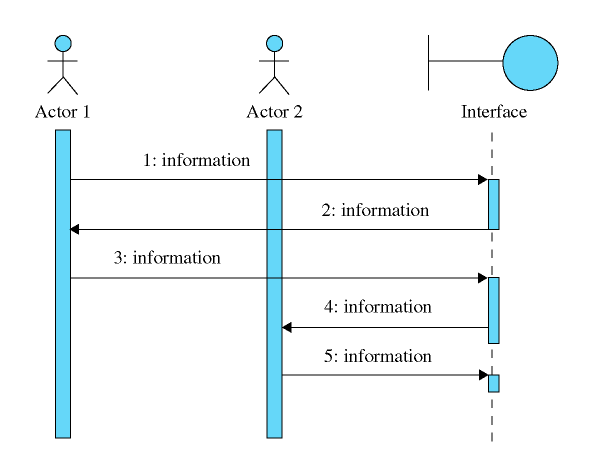 Actor 1
Actor 2
Interface
1: information
2: information
3: information
4: information
5: information